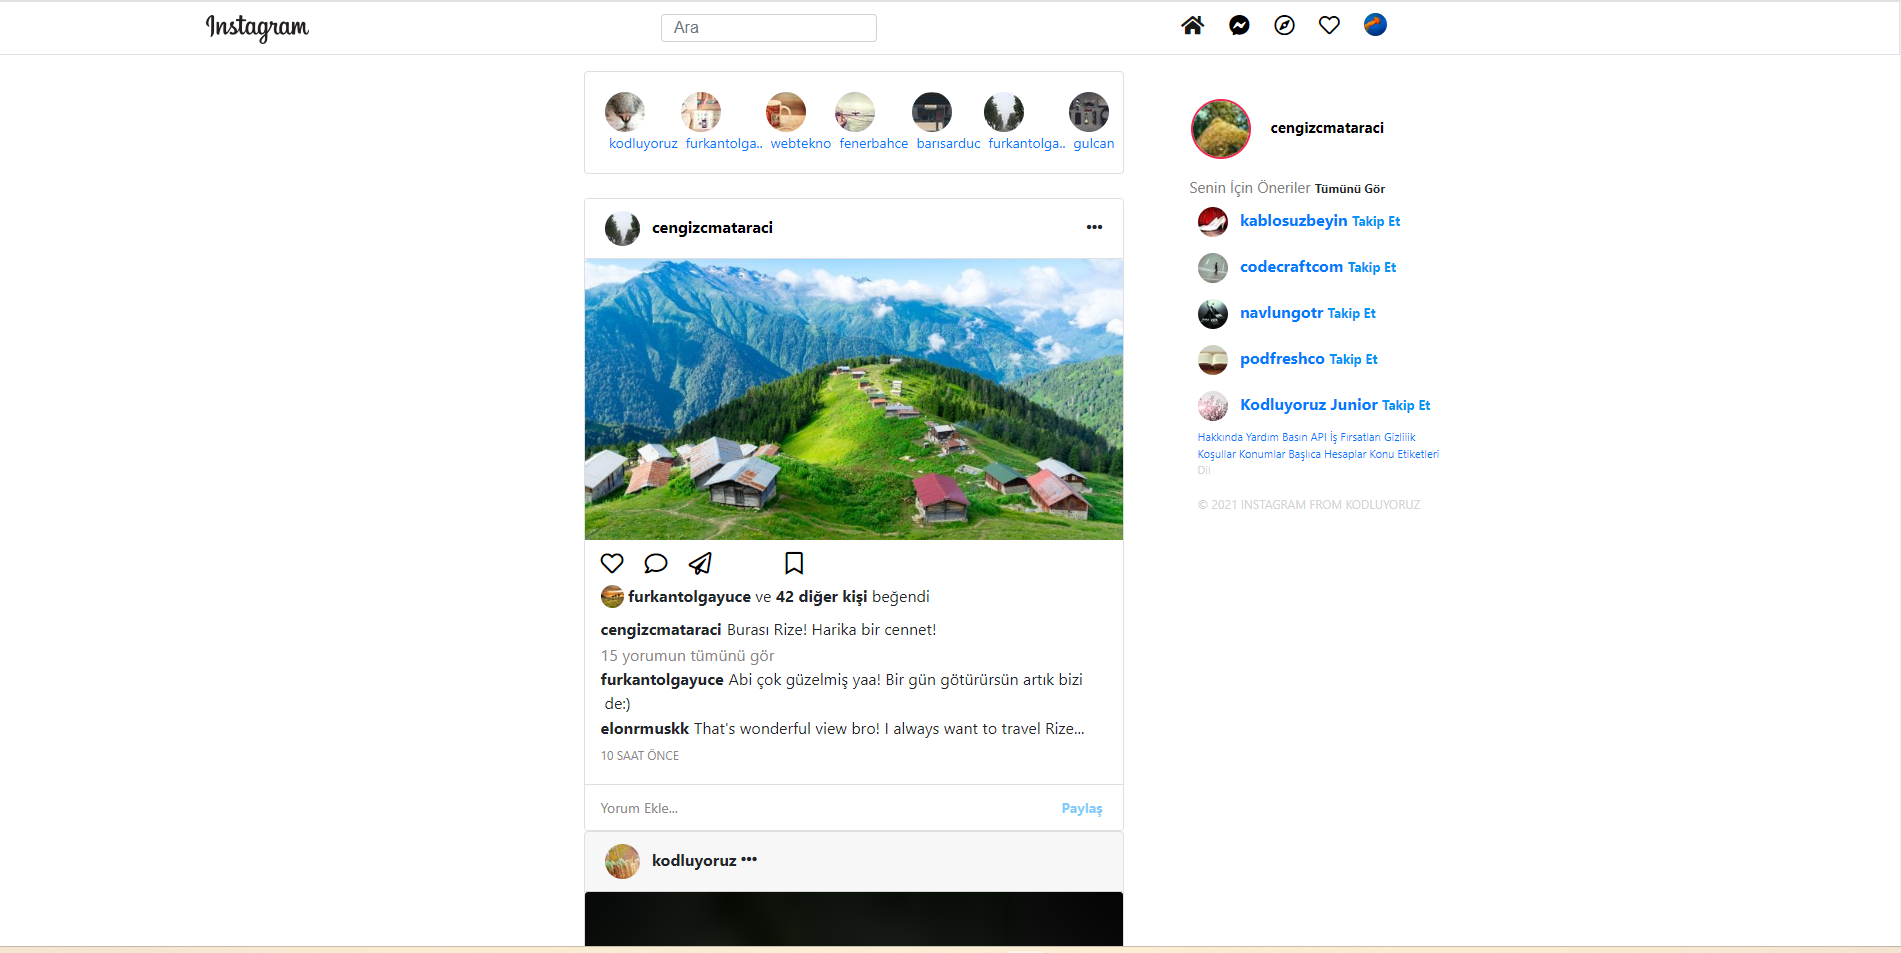 Instagram
Ara
kodluyoruz furkantolga.. webtekno fenerbahce barısarduc furkantolga.. gulcan
cengizcmataraci
cengizcmataraci •••
Senin İçin Öneriler Tümünü Gör
kablosuzbeyin Takip Et
codecraftcom Takip Et
navlungotr Takip Et
podfreshco Takip Et
Kodluyoruz Junior Takip Et
Hakkında Yardım Basın API İş Fırsatları Gizlilik
Koşullar Konumlar Başlıca Hesaplar Konu Etiketleri
Dil
© 2021 INSTAGRAM FROM KODLUYORUZ
furkantolgayuce ve 42 diğer kişi beğendi
cengizcmataraci Burası Rize! Harika bir cennet!
15 yorumun tümünü gör
furkantolgayuce Abi çok güzelmiş yaa! Bir gün götürürsün artık bizi
de:)
elonrmuskk That's wonderful view bro! I always want to travel Rize...
10 SAAT ÖNCE
Yorum Ekle... Paylaş
kodluyoruz •••